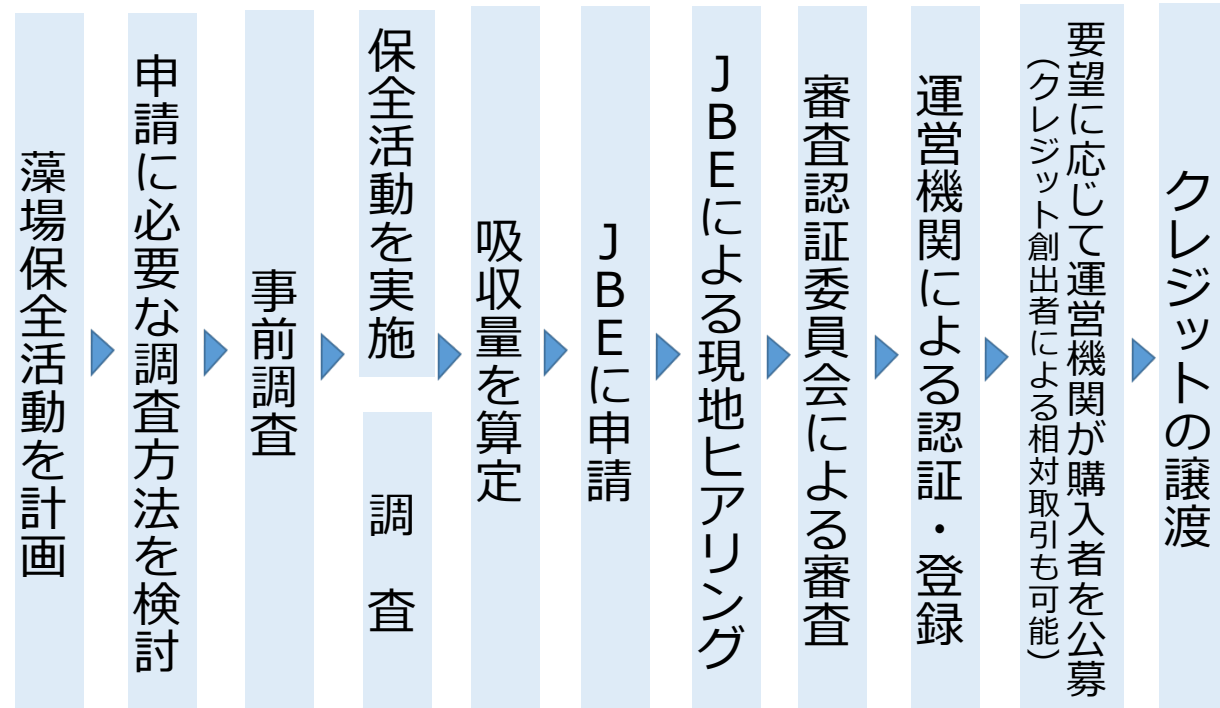 藻場保全活動を計画
申請に必要な調査方法を検討
事前調査
保全活動を実施
調査
吸収量を算定
JBEに申請
JBEによる現地ヒアリング
審査認証委員会による審査
運営機関による認証・登録
要望に応じて運営機関が購入者を公募
(クレジット創出者による相対取引も可能)
クレジットの譲渡